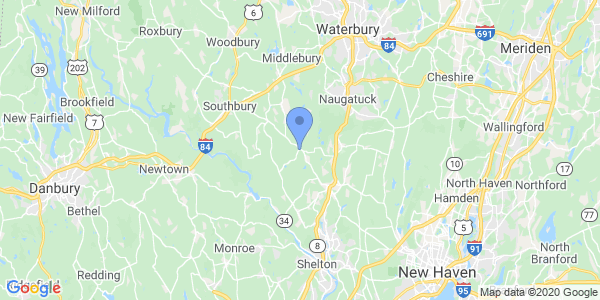 New Milford
Roxbury
6
Waterbury
Woodbury
84
691
Meriden
Middlebury
39
202
Cheshire
Brookfield
Southbury
Naugatuck
New Fairfield
7
Wallingford
84
Newtown
10
Danbury
North Haven
Northford
Hamden
Bethel
34
77
5
Monroe
8
91
North
Branford
Shelton
New Haven
Redding
Google
95
Map data ©2020 Google